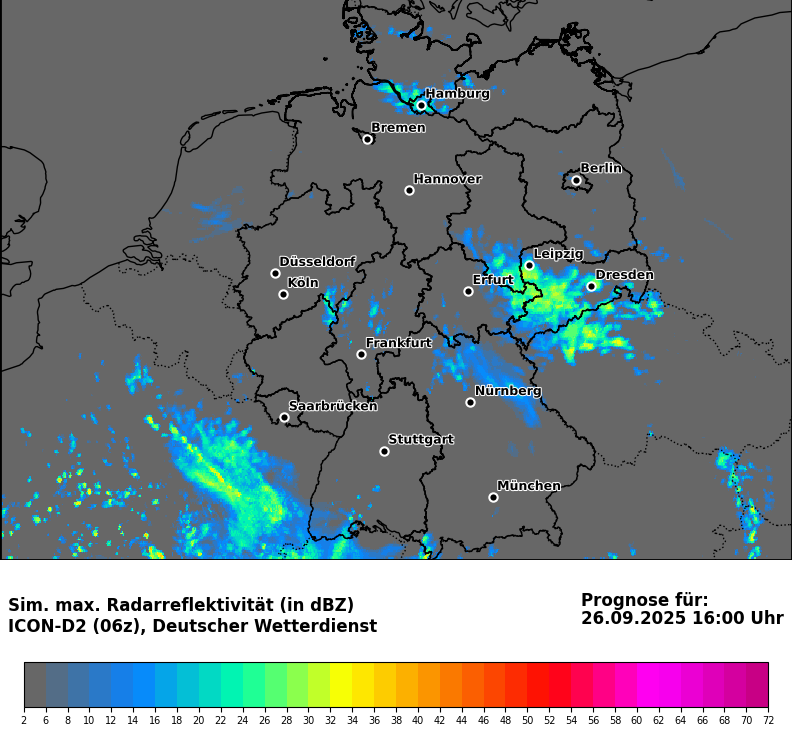 Hamburg
Bremen
Berlin
Hannover
Leipzig
Düsseldorf
Dresden
Köln
Erfurt
Frankfurt
Nürnberg
Saarbrücken
Stuttgart
München
Sim. max. Radarreflektivität (in dBZ)
ICON-D2 (06z), Deutscher Wetterdienst
Prognose für:
26.09.2025 16:00 Uhr
2 6 8 10 12 14 16 18 20 22 24 26 28 30 32 34 36 38 40 42 44 46 48 50 52 54 56 58 60 62 64 66 68 70 72